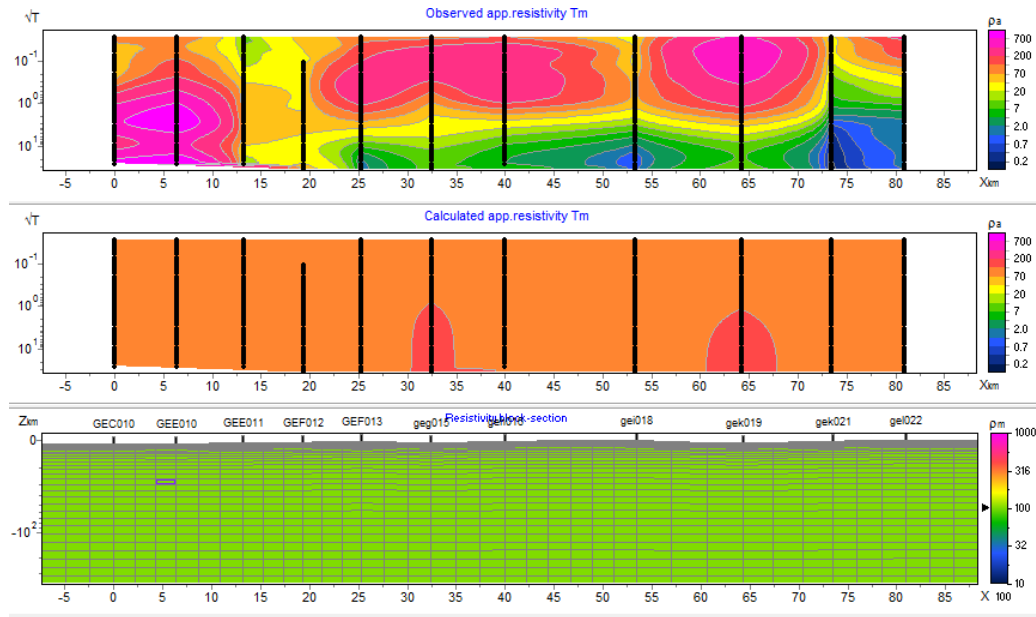 Observed app.resistivity Tm
√T
ρa
10⁻¹
10⁰
10¹
700
200
70
20
7
2
0.7
0.2
-5 0 5 10 15 20 25 30 35 40 45 50 55 60 65 70 75 80 85 Xкм
Calculated app.resistivity Tm
√T
ρa
10⁻¹
10⁰
10¹
700
200
70
20
7
2
0.7
0.2
-5 0 5 10 15 20 25 30 35 40 45 50 55 60 65 70 75 80 85 Xкм
Resistivity block-section
Zкм
GEC010 GEE010 GEE011 GEF012 GEF013 geg015 gei018 gek019 gek021 gel022
ρm
0
-10²
1000
316
100
32
10
-5 0 5 10 15 20 25 30 35 40 45 50 55 60 65 70 75 80 85 X 100